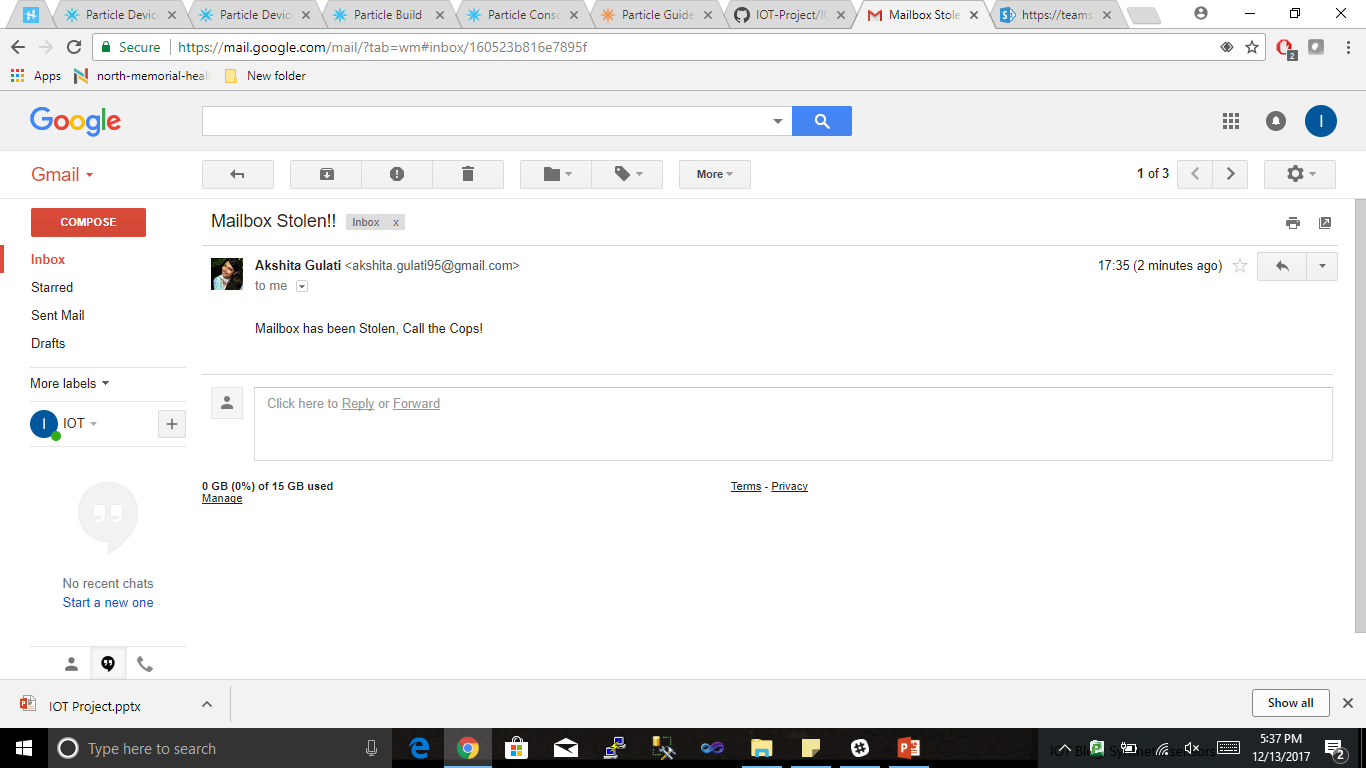 Particle Devic
Particle Devic
Particle Build
Particle Conso
Particle Guide
IOT-Project/IO
Mailbox Stole
https://teams
Secure
https://mail.google.com/mail/?tab=wm#inbox/160523b816e7895f
2
Apps
north-memorial-heal
New folder
Google
I
Gmail
More
1 of 3
COMPOSE
Mailbox Stolen!!
Inbox x
Inbox
Starred
Sent Mail
Drafts
More labels
I
IOT
Akshita Gulati <akshita.gulati95@gmail.com>
17:35 (2 minutes ago)
to me
Mailbox has been Stolen, Call the Cops!
Click here to Reply or Forward
0 GB (0%) of 15 GB used
Manage
Terms - Privacy
No recent chats
Start a new one
IOT Project.pptx
Show all
Type here to search
5:37 PM
12/13/2017
2